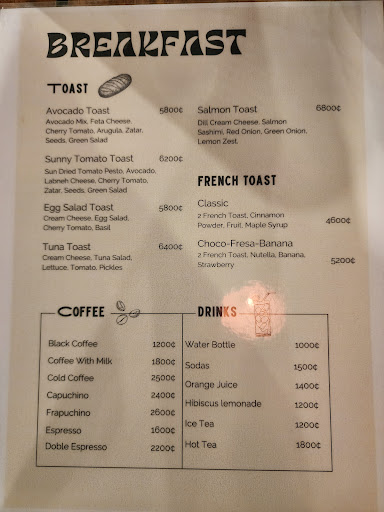 BREAKFAST
TOAST
Avocado Toast 5800¢
Avocado Mix, Feta Cheese,
Cherry Tomato, Arugula, Zatar,
Seeds, Green Salad
Sunny Tomato Toast 6200¢
Sun Dried Tomato Pesto, Avocado,
Labneh Cheese, Cherry Tomato,
Zatar, Seeds, Green Salad
Egg Salad Toast 5800¢
Cream Cheese, Egg Salad,
Cherry Tomato, Basil
Tuna Toast 6400¢
Cream Cheese, Tuna Salad,
Lettuce, Tomato, Pickles
Salmon Toast 6800¢
Dill Cream Cheese, Salmon
Sashimi, Red Onion, Green Onion,
Lemon Zest.
FRENCH TOAST
Classic
2 French Toast, Cinnamon
Powder, Fruit, Maple Syrup 4600¢
Choco-Fresa-Banana
2 French Toast, Nutella, Banana,
Strawberry 5200¢
COFFEE
Black Coffee 1200¢
Coffee With Milk 1800¢
Cold Coffee 2500¢
Capuchino 2400¢
Frapuchino 2600¢
Espresso 1600¢
Doble Espresso 2200¢
DRINKS
Water Bottle 1000¢
Sodas 1500¢
Orange Juice 1400¢
Hibiscus lemonade 1200¢
Ice Tea 1200¢
Hot Tea 1800¢